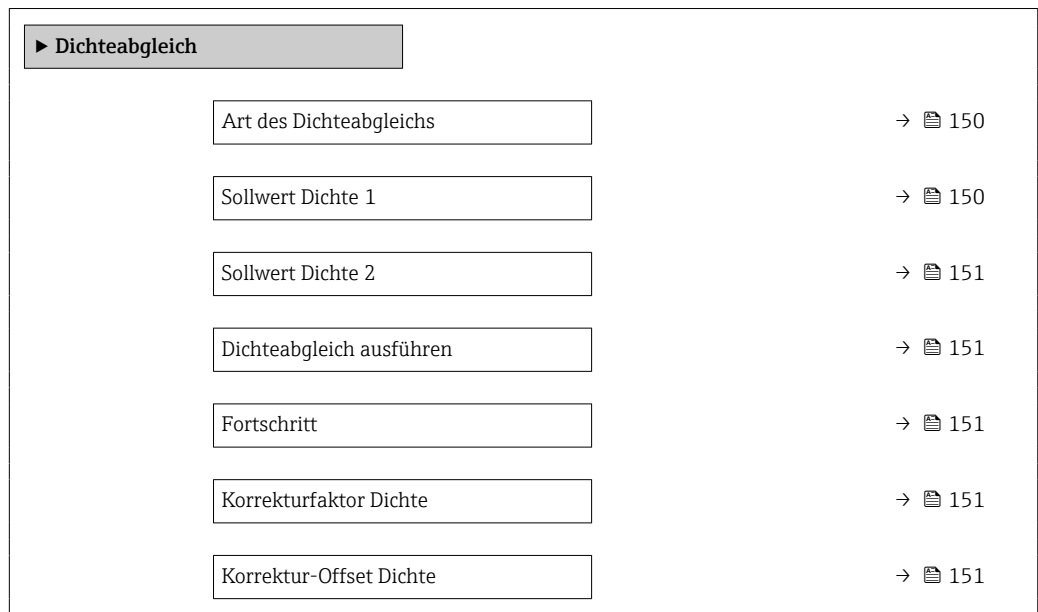 ▶ Dichteabgleich
Art des Dichteabgleichs → 150
Sollwert Dichte 1 → 150
Sollwert Dichte 2 → 151
Dichteabgleich ausführen → 151
Fortschritt → 151
Korrekturfaktor Dichte → 151
Korrektur-Offset Dichte → 151